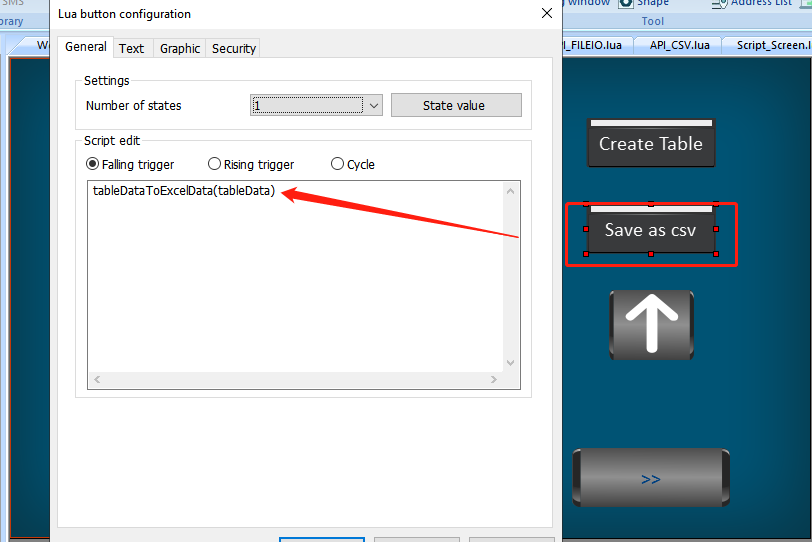 SMS
Lua button configuration
window
Shape
Address List
Tool
General
Text
Graphic
Security
_FILEIO.lua
API_CSV.lua
Script_Screen.l
Settings
Number of states
1
State value
Script edit
Falling trigger
Rising trigger
Cycle
tableDataToExcelData(tableData)
Create Table
Save as csv
>>